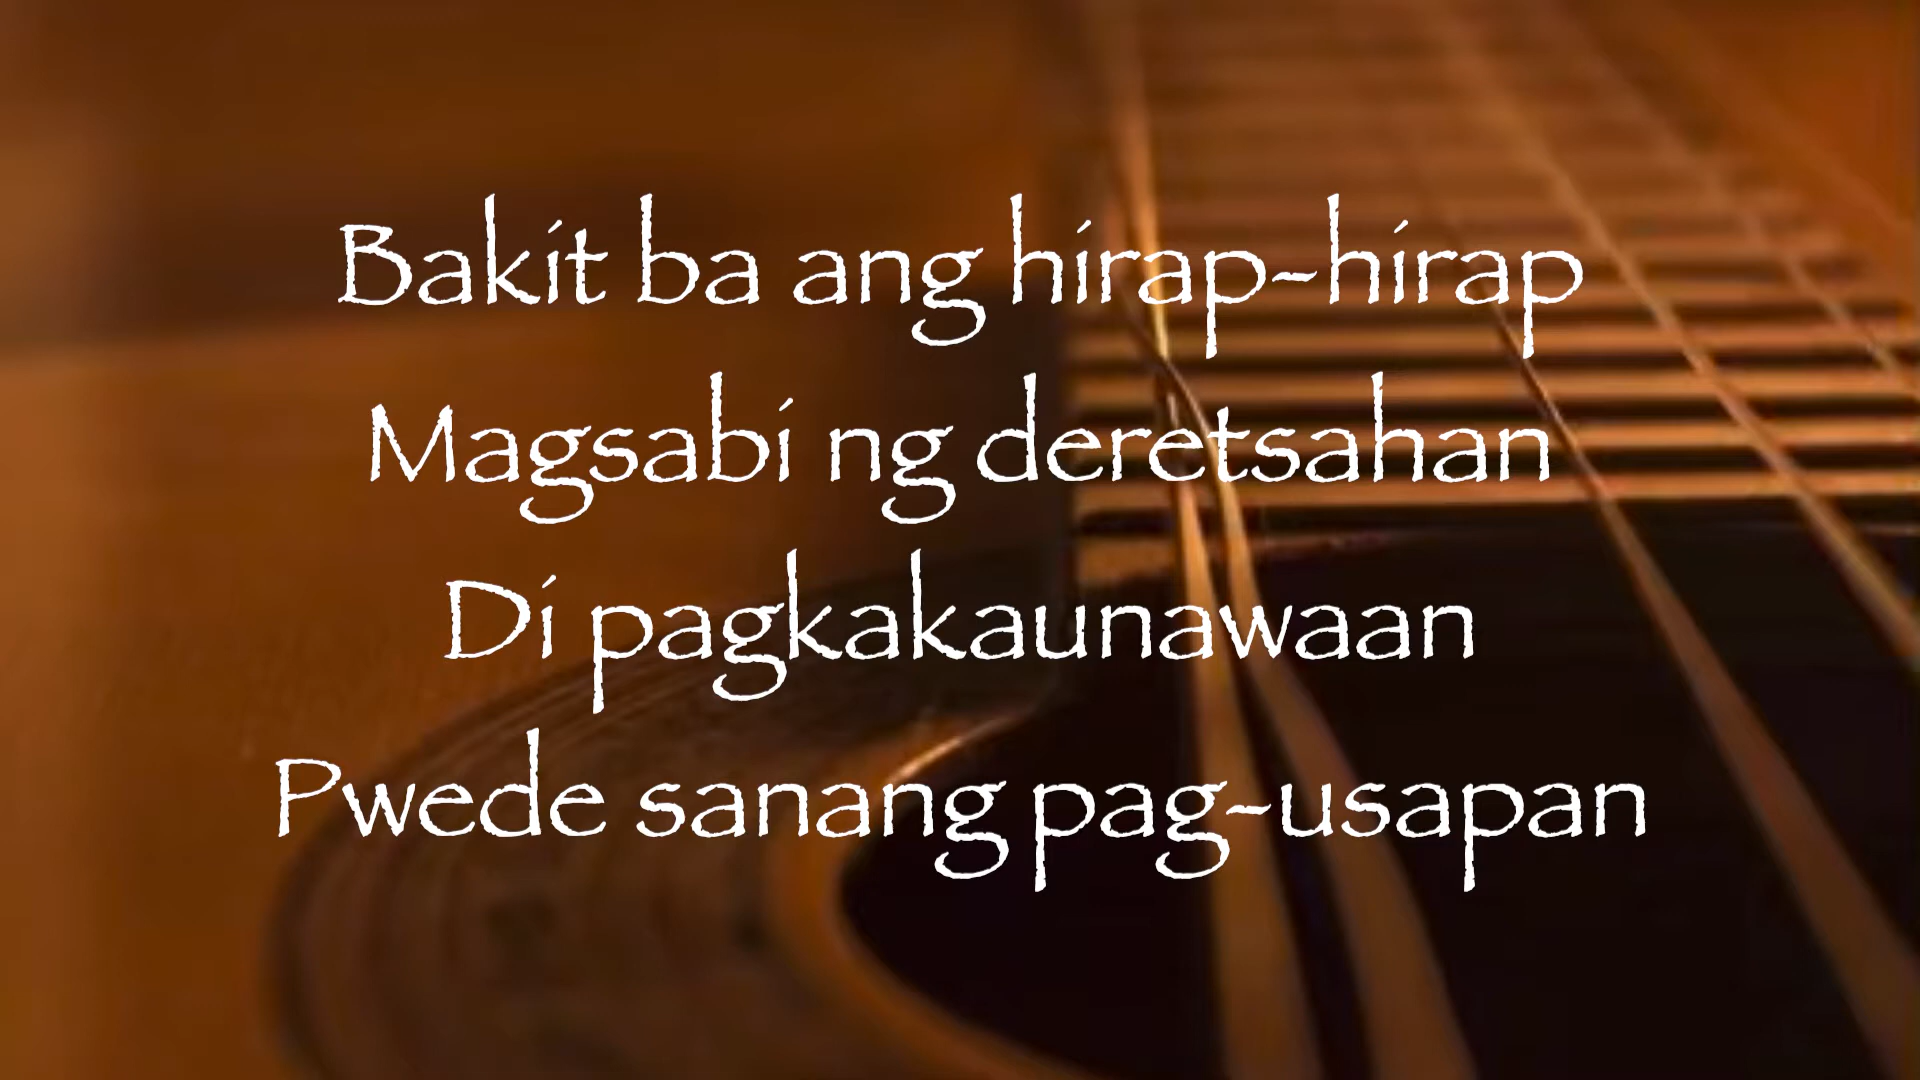 Bakit ba ang hirap-hirap
Magsabi ng deretsahan
Di pagkakaunawaan
Pwede sanang pag-usapan